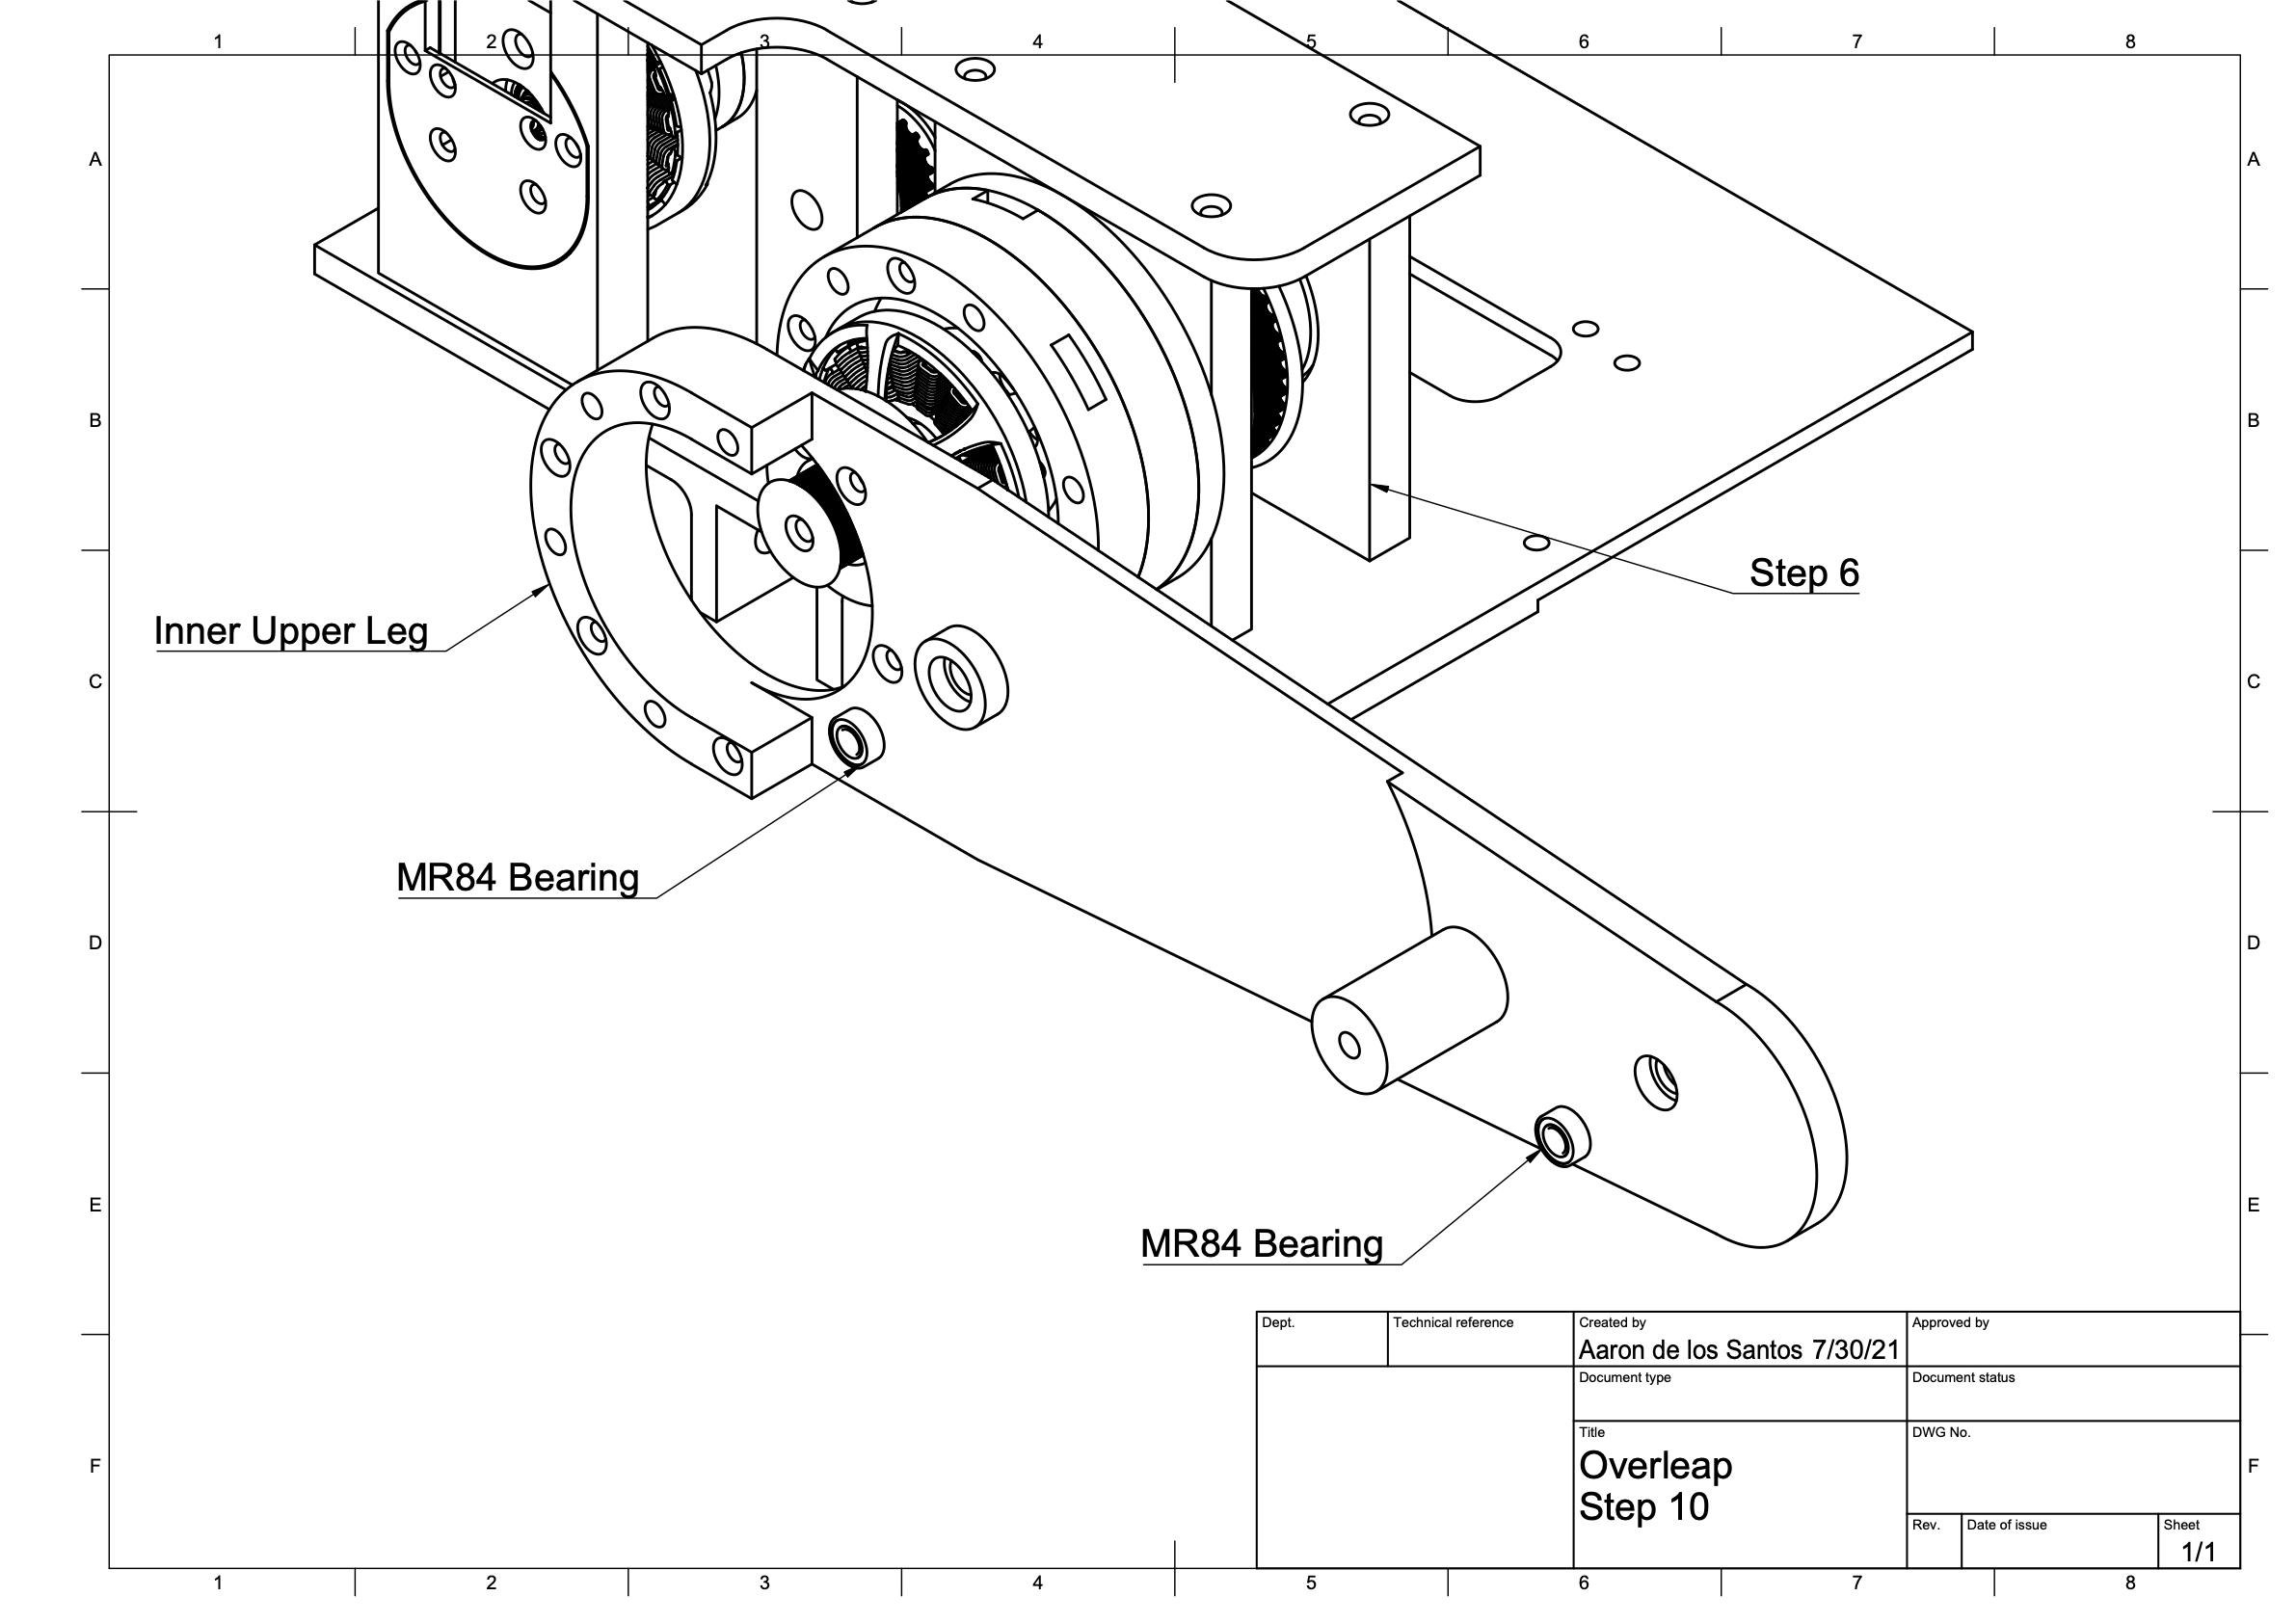 1 2 3 4 5 6 7 8
A A
B B
Step 6
Inner Upper Leg
C C
MR84 Bearing
D D
E E
MR84 Bearing
Dept. Technical reference Created by Approved by
Aaron de los Santos 7/30/21
Document type Document status
Title DWG No.
Overleap
F F
Step 10
Rev. Date of issue Sheet
1/1
1 2 3 4 5 6 7 8